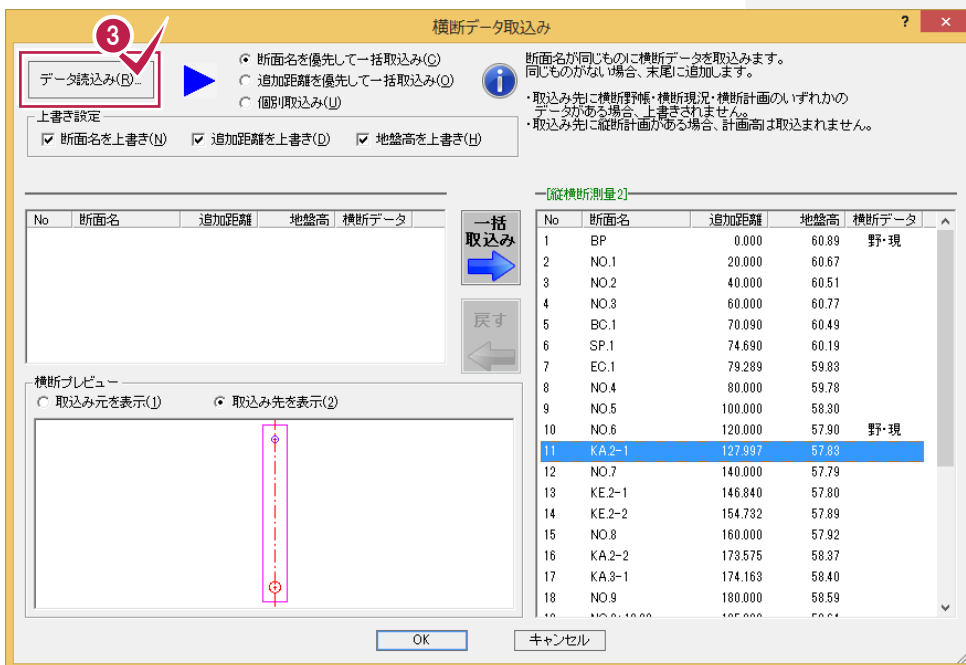 横断データ取込み
?
×
3
データ読込み(R)...
断面名を優先して一括取込み(C)
追加距離を優先して一括取込み(O)
個別取込み(U)
断面名が同じものに横断データを取込みます。
同じものがない場合、末尾に追加します。
・取込み先に横断野帳・横断現況・横断計画のいずれかの
データがある場合、上書きされません。
・取込み先に縦断計画がある場合、計画高は取込まれません。
上書き設定
断面名を上書き(N) 追加距離を上書き(D) 地盤高を上書き(H)
No 断面名 追加距離 地盤高 横断データ
一括
取込み
戻す
[縦横断測量2]
No 断面名 追加距離 地盤高 横断データ
1 BP 0.000 60.89 野・現
2 NO.1 20.000 60.67
3 NO.2 40.000 60.51
4 NO.3 60.000 60.77
5 BC.1 70.090 60.49
6 SP.1 74.690 60.19
7 EC.1 79.289 59.83
8 NO.4 80.000 59.78
9 NO.5 100.000 58.30
10 NO.6 120.000 57.90 野・現
11 KA.2-1 127.997 57.83
12 NO.7 140.000 57.79
13 KE.2-1 146.840 57.80
14 KE.2-2 154.732 57.89
15 NO.8 160.000 57.92
16 KA.2-2 173.575 58.37
17 KA.3-1 174.163 58.40
18 NO.9 180.000 58.59
横断プレビュー
取込み元を表示(1) 取込み先を表示(2)
OK キャンセル